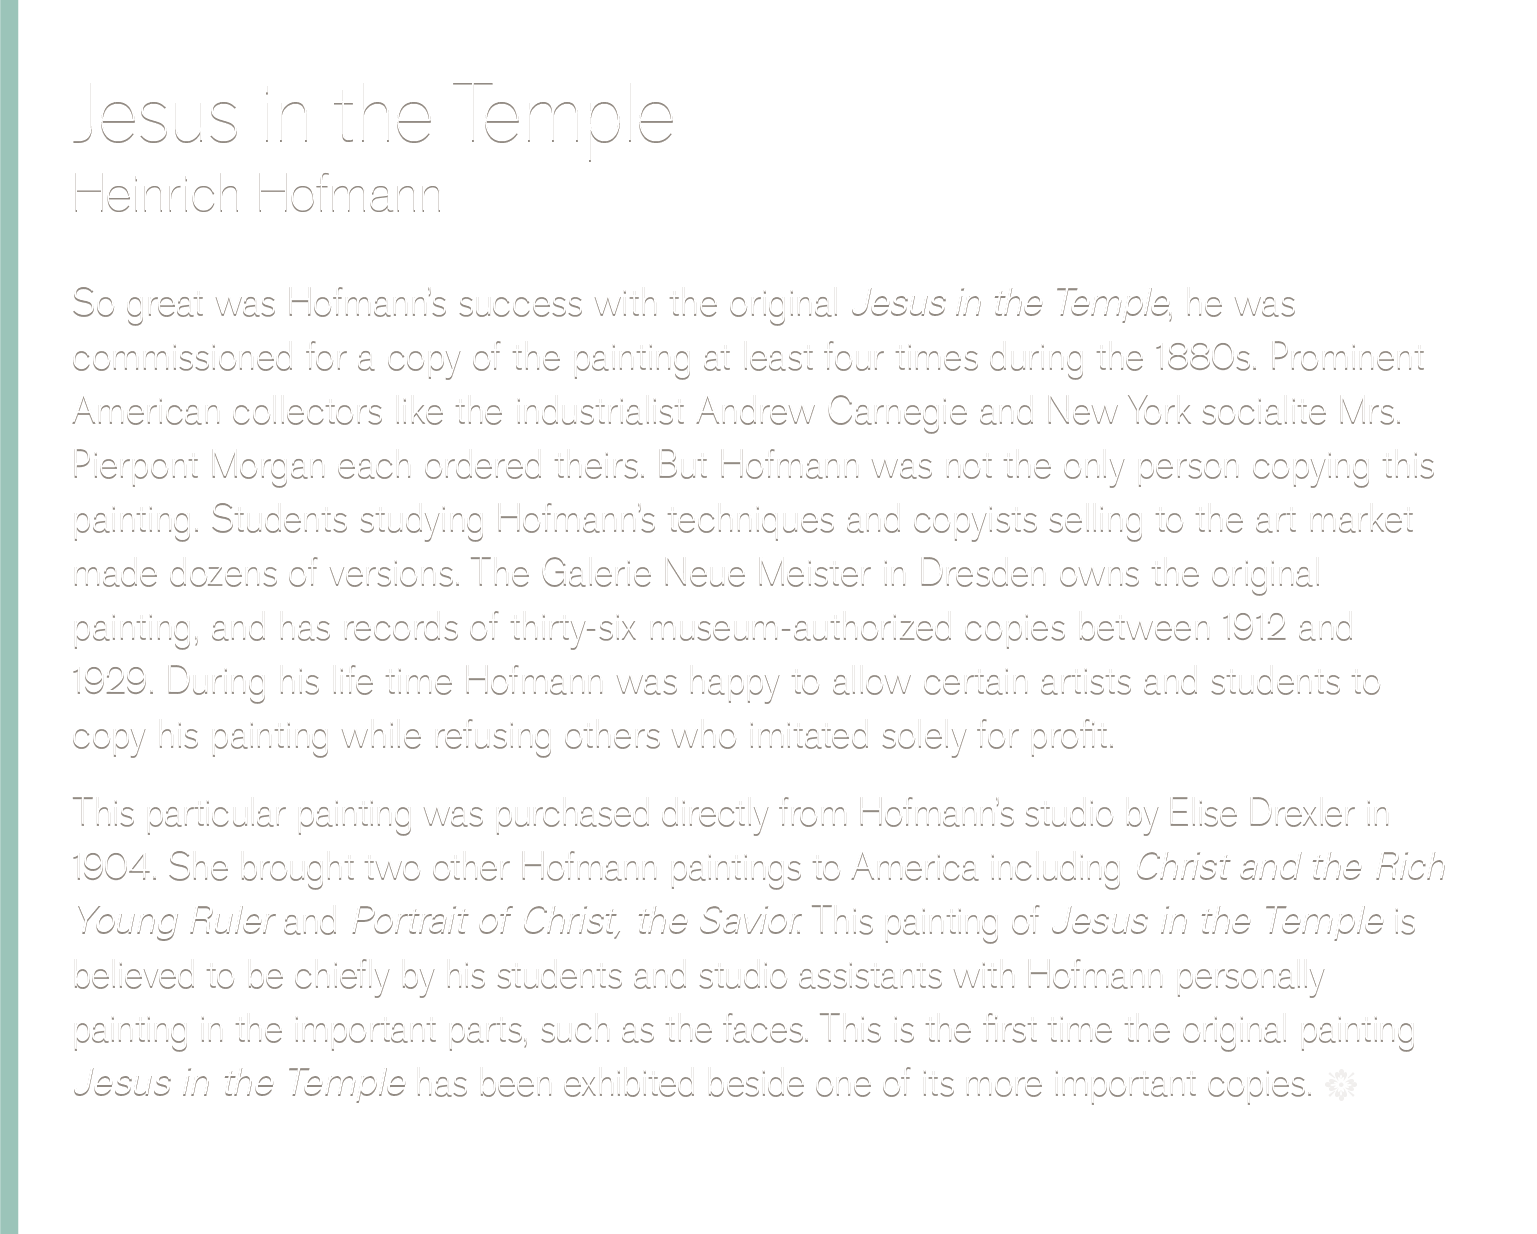 Jesus in the Temple
Heinrich Hofmann
So great was Hofmann's success with the original Jesus in the Temple, he was
commissioned for a copy of the painting at least four times during the 1880s. Prominent
American collectors like the industrialist Andrew Carnegie and New York socialite Mrs.
Pierpont Morgan each ordered theirs. But Hofmann was not the only person copying this
painting. Students studying Hofmann's techniques and copyists selling to the art market
made dozens of versions. The Galerie Neue Meister in Dresden owns the original
painting, and has records of thirty-six museum-authorized copies between 1912 and
1929. During his life time Hofmann was happy to allow certain artists and students to
copy his painting while refusing others who imitated solely for profit.
This particular painting was purchased directly from Hofmann's studio by Elise Drexler in
1904. She brought two other Hofmann paintings to America including Christ and the Rich
Young Ruler and Portrait of Christ, the Savior. This painting of Jesus in the Temple is
believed to be chiefly by his students and studio assistants with Hofmann personally
painting in the important parts, such as the faces. This is the first time the original painting
Jesus in the Temple has been exhibited beside one of its more important copies.